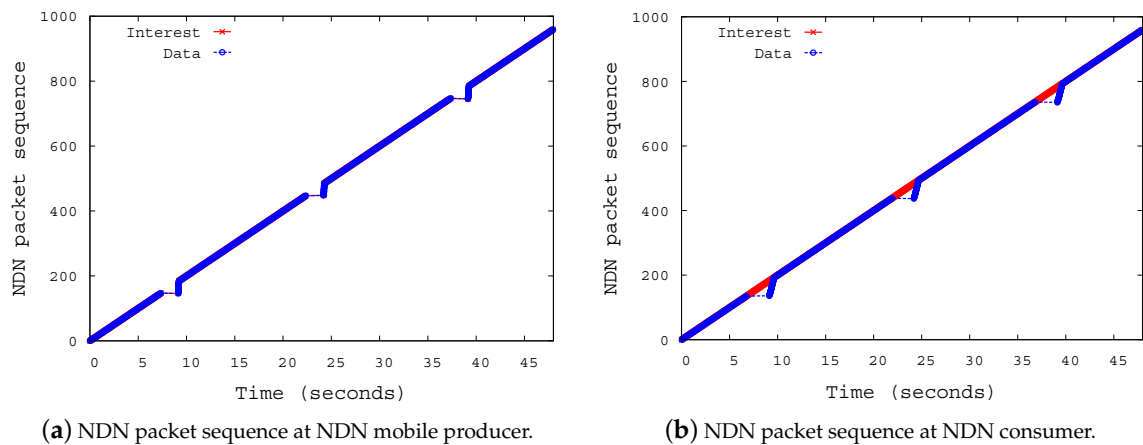 1000
800
600
400
200
0
NDN packet sequence
Interest
Data
0 5 10 15 20 25 30 35 40 45
Time (seconds)
(a) NDN packet sequence at NDN mobile producer.
1000
800
600
400
200
0
NDN packet sequence
Interest
Data
0 5 10 15 20 25 30 35 40 45
Time (seconds)
(b) NDN packet sequence at NDN consumer.